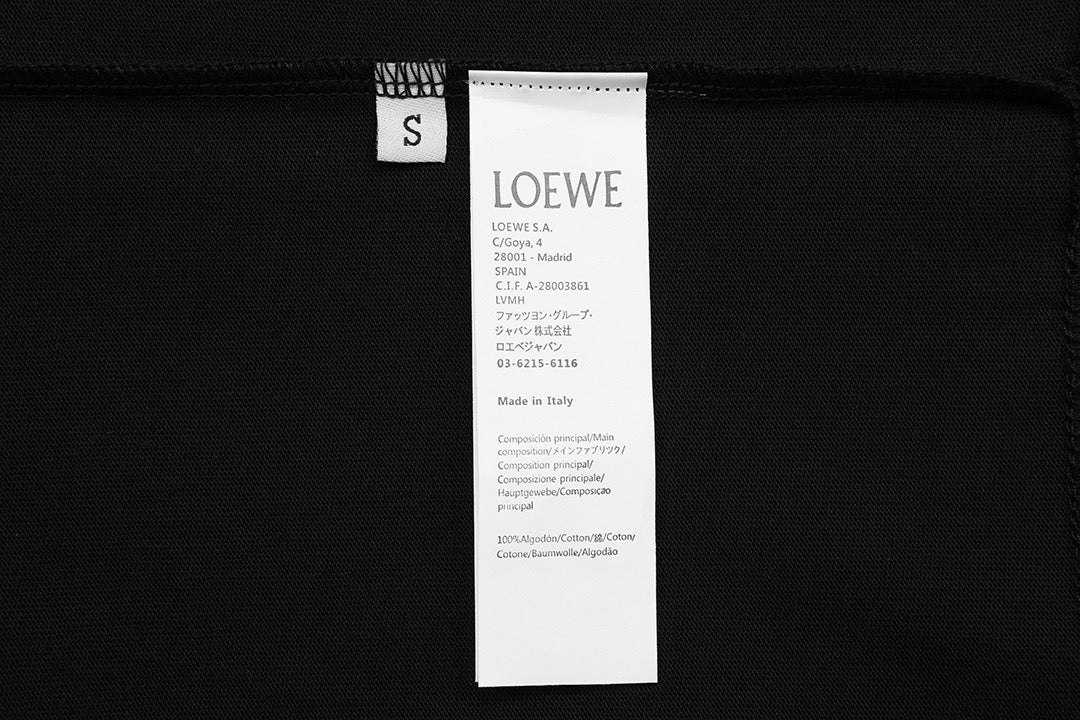 S
LOEWE
LOEWE S.A.
C/Goya, 4
28001 - Madrid
SPAIN
C.I.F. A-28003861
LVMH
ファッツヨン・グループ・
ジャパン株式会社
ロエベジャパン
03-6215-6116
Made in Italy
Composición principal/Main
composition/メインファブリツク/
Composition principal/
Composizione principale/
Hauptgewebe/Composição
principal
100%Algodón/Cotton/綿/Coton/
Cotone/Baumwolle/Algodão